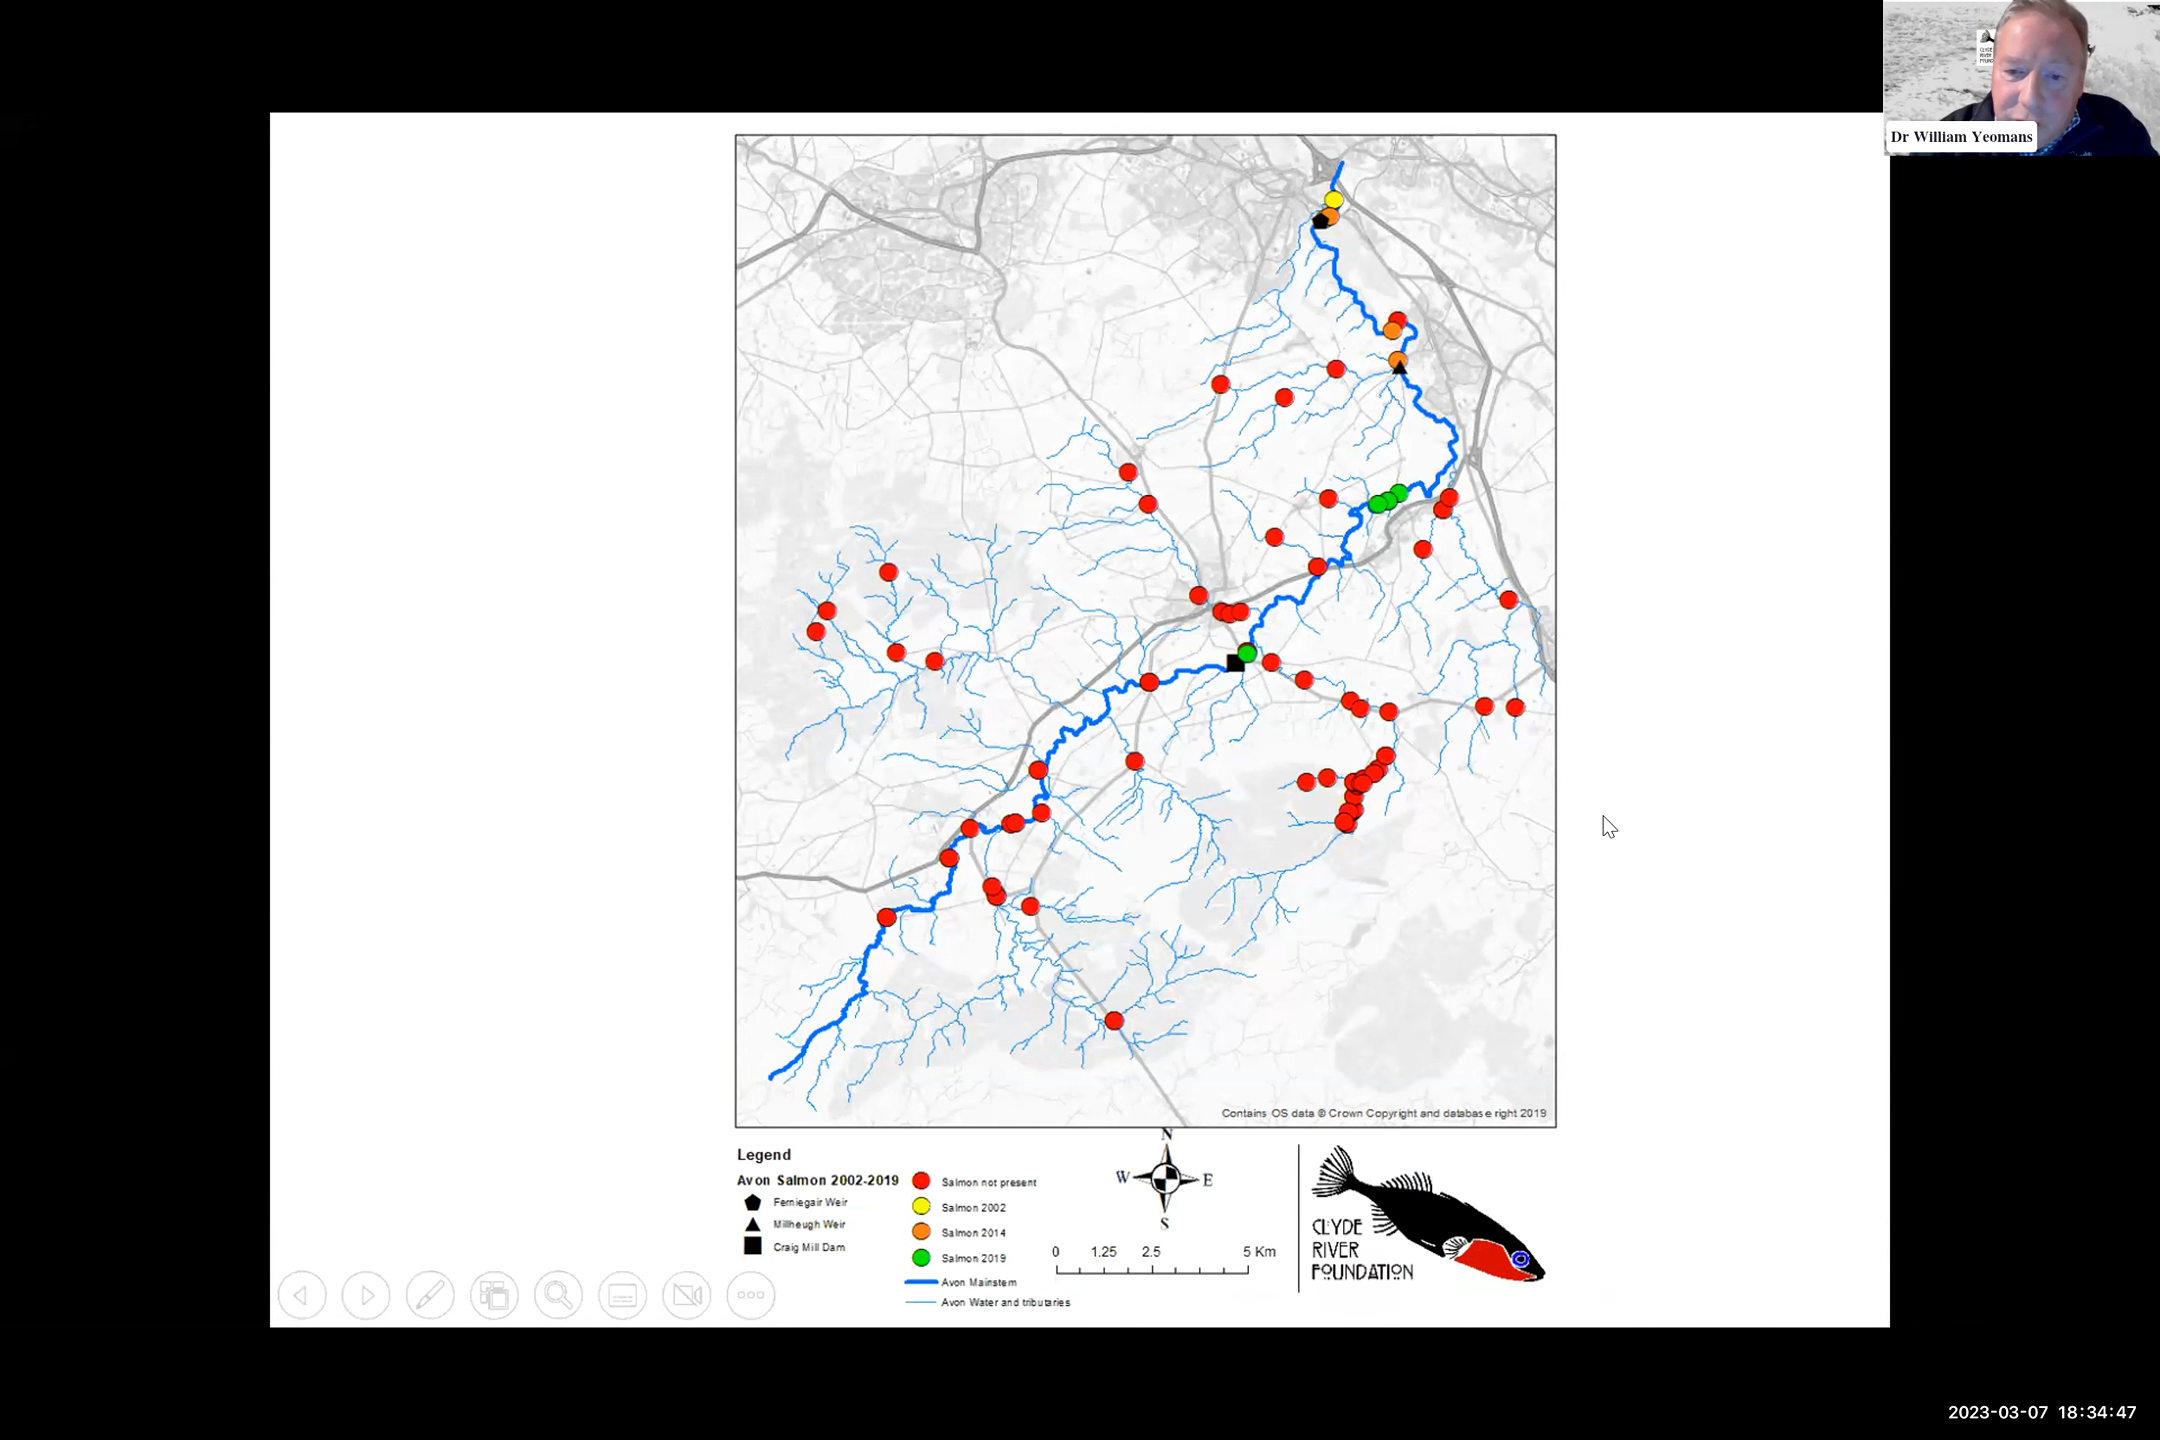 Dr William Yeomans
Contains OS data © Crown Copyright and database right 2019
Legend
Avon Salmon 2002-2019
Ferniegair Weir
Millheugh Weir
Craig Mill Dam
Salmon not present
Salmon 2002
Salmon 2014
Salmon 2019
Avon Mainstem
Avon Water and tributaries
N
W E
S
0 1.25 2.5 5 Km
CLYDE
RIVER
FOUNDATION
2023-03-07 18:34:47